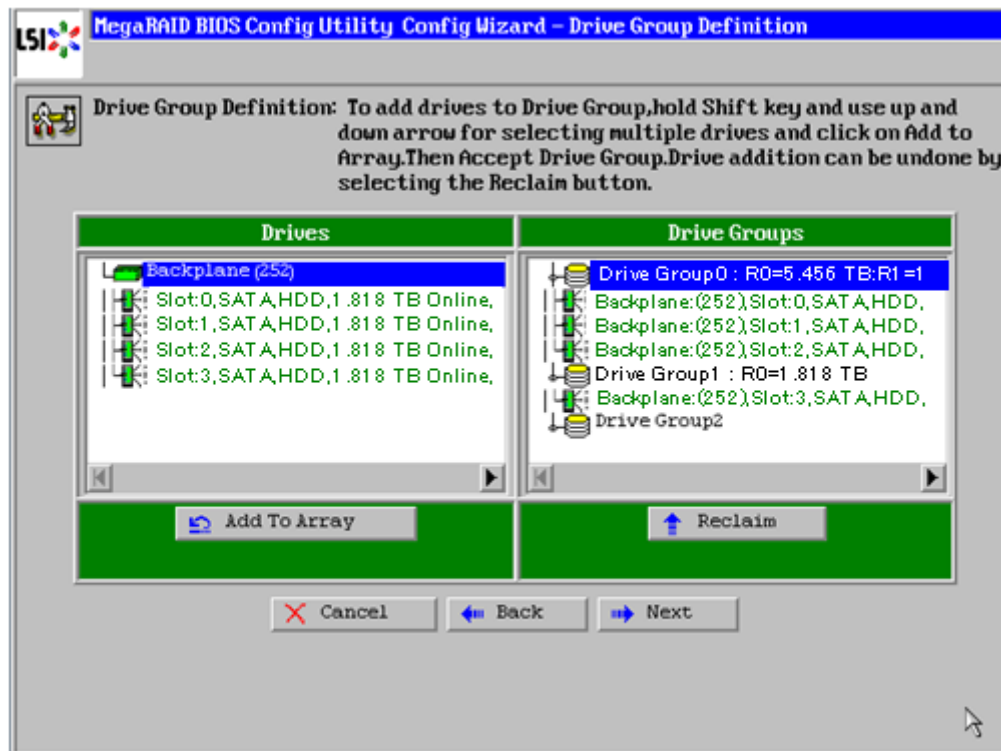 LSI
MegaRAID BIOS Config Utility Config Wizard – Drive Group Definition
Drive Group Definition: To add drives to Drive Group,hold Shift key and use up and
down arrow for selecting multiple drives and click on Add to
Array.Then Accept Drive Group.Drive addition can be undone by
selecting the Reclaim button.
Drives
Backplane (252)
Slot:0,SATA,HDD,1.818 TB Online,
Slot:1,SATA,HDD,1.818 TB Online,
Slot:2,SATA,HDD,1.818 TB Online,
Slot:3,SATA,HDD,1.818 TB Online,
Add To Array
Drive Groups
Drive Group0 : R0=5.456 TB:R1=1
Backplane:(252),Slot:0,SATA,HDD,
Backplane:(252),Slot:1,SATA,HDD,
Backplane:(252),Slot:2,SATA,HDD,
Drive Group1 : R0=1.818 TB
Backplane:(252),Slot:3,SATA,HDD,
Drive Group2
Reclaim
Cancel
Back
Next